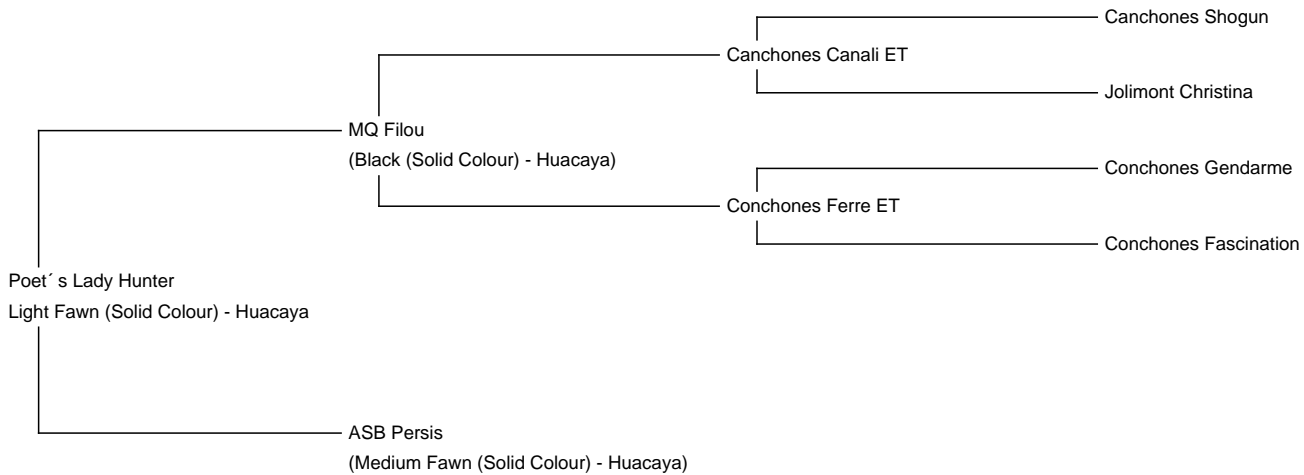 Canchones Shogun
Canchones Canali ET
Jolimont Christina
MQ Filou
(Black (Solid Colour) - Huacaya)
Conchones Gendarme
Conchones Ferre ET
Conchones Fascination
Poet´ s Lady Hunter
Light Fawn (Solid Colour) - Huacaya
ASB Persis
(Medium Fawn (Solid Colour) - Huacaya)